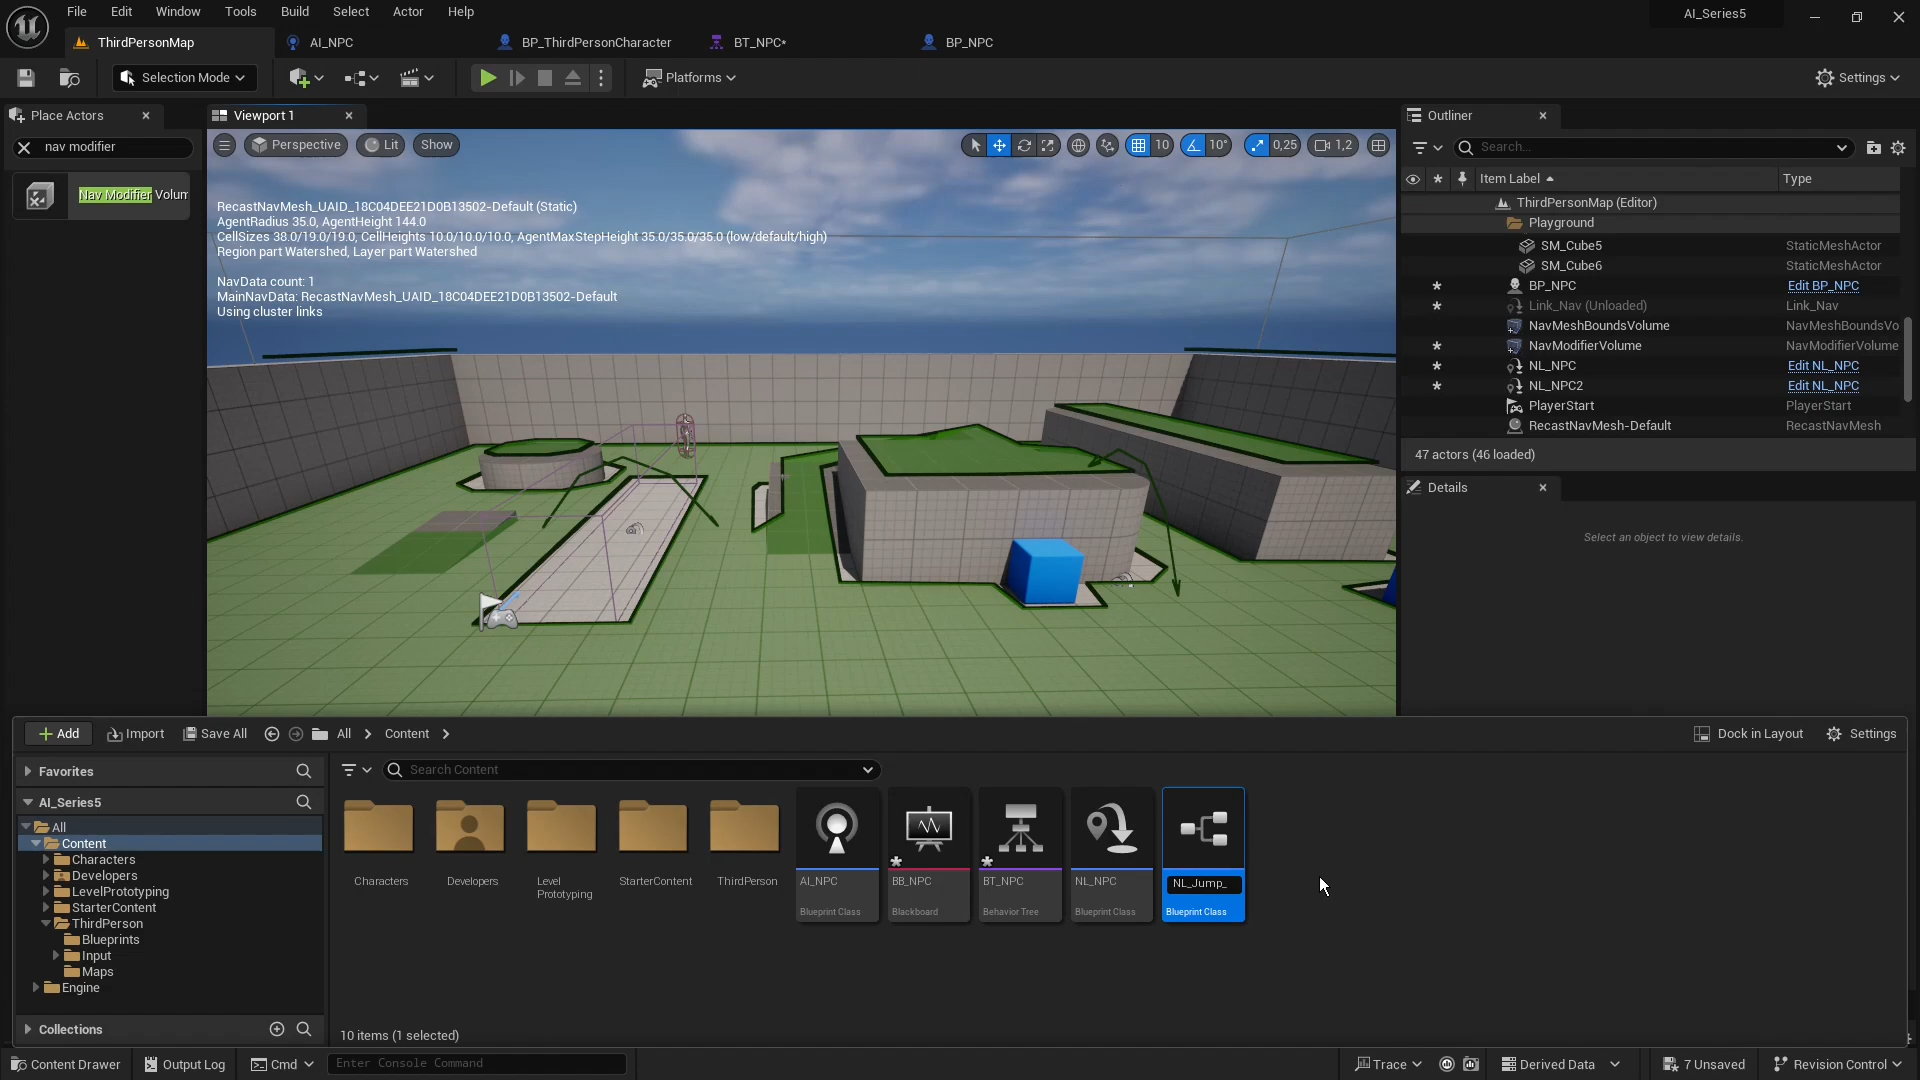 File Edit Window Tools Build Select Actor Help
AI_Series5
ThirdPersonMap AI_NPC BP_ThirdPersonCharacter BT_NPC* BP_NPC
Selection Mode Platforms Settings
Place Actors
nav modifier
Nav Modifier Volum
Viewport 1
Perspective Lit Show 10 10° 0,25 1,2
RecastNavMesh_UAID_18C04DEE21D0B13502-Default (Static)
AgentRadius 35.0, AgentHeight 144.0
CellSizes 38.0/19.0/19.0, CellHeights 10.0/10.0/10.0, AgentMaxStepHeight 35.0/35.0/35.0 (low/default/high)
Region part Watershed, Layer part Watershed
NavData count: 1
MainNavData: RecastNavMesh_UAID_18C04DEE21D0B13502-Default
Using cluster links
Outliner
Search...
Item Label Type
ThirdPersonMap (Editor)
Playground
SM_Cube5 StaticMeshActor
SM_Cube6 StaticMeshActor
BP_NPC Edit BP_NPC
Link_Nav (Unloaded) Link_Nav
NavMeshBoundsVolume NavMeshBoundsVo
NavModifierVolume NavModifierVolume
NL_NPC Edit NL_NPC
NL_NPC2 Edit NL_NPC
PlayerStart PlayerStart
RecastNavMesh-Default RecastNavMesh
47 actors (46 loaded)
Details
Select an object to view details.
Add Import Save All All Content Dock in Layout Settings
Favorites
AI_Series5
All
Content
Characters
Developers
LevelPrototyping
StarterContent
ThirdPerson
Blueprints
Input
Maps
Engine
Collections
Search Content
Characters
Developers
Level
Prototyping
StarterContent
ThirdPerson
AI_NPC
Blueprint Class
BB_NPC
Blackboard
BT_NPC
Behavior Tree
NL_NPC
Blueprint Class
NL_Jump_
Blueprint Class
10 items (1 selected)
Content Drawer Output Log Cmd Enter Console Command Trace Derived Data 7 Unsaved Revision Control